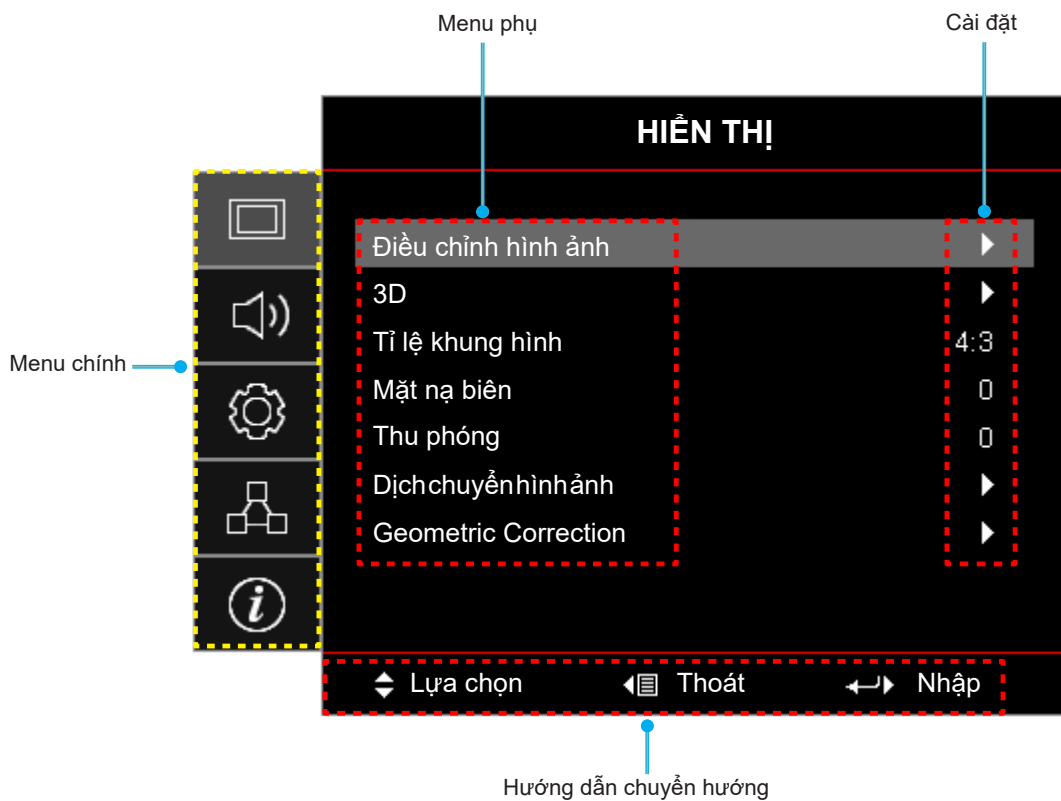 Menu phụ
Cài đặt
HIỂN THỊ
Điều chỉnh hình ảnh
3D
Tỉ lệ khung hình 4:3
Menu chính
Mặt nạ biên 0
Thu phóng 0
Dịchchuyểnhìnhảnh
Geometric Correction
i
Lựa chọn Thoát Nhập
Hướng dẫn chuyển hướng